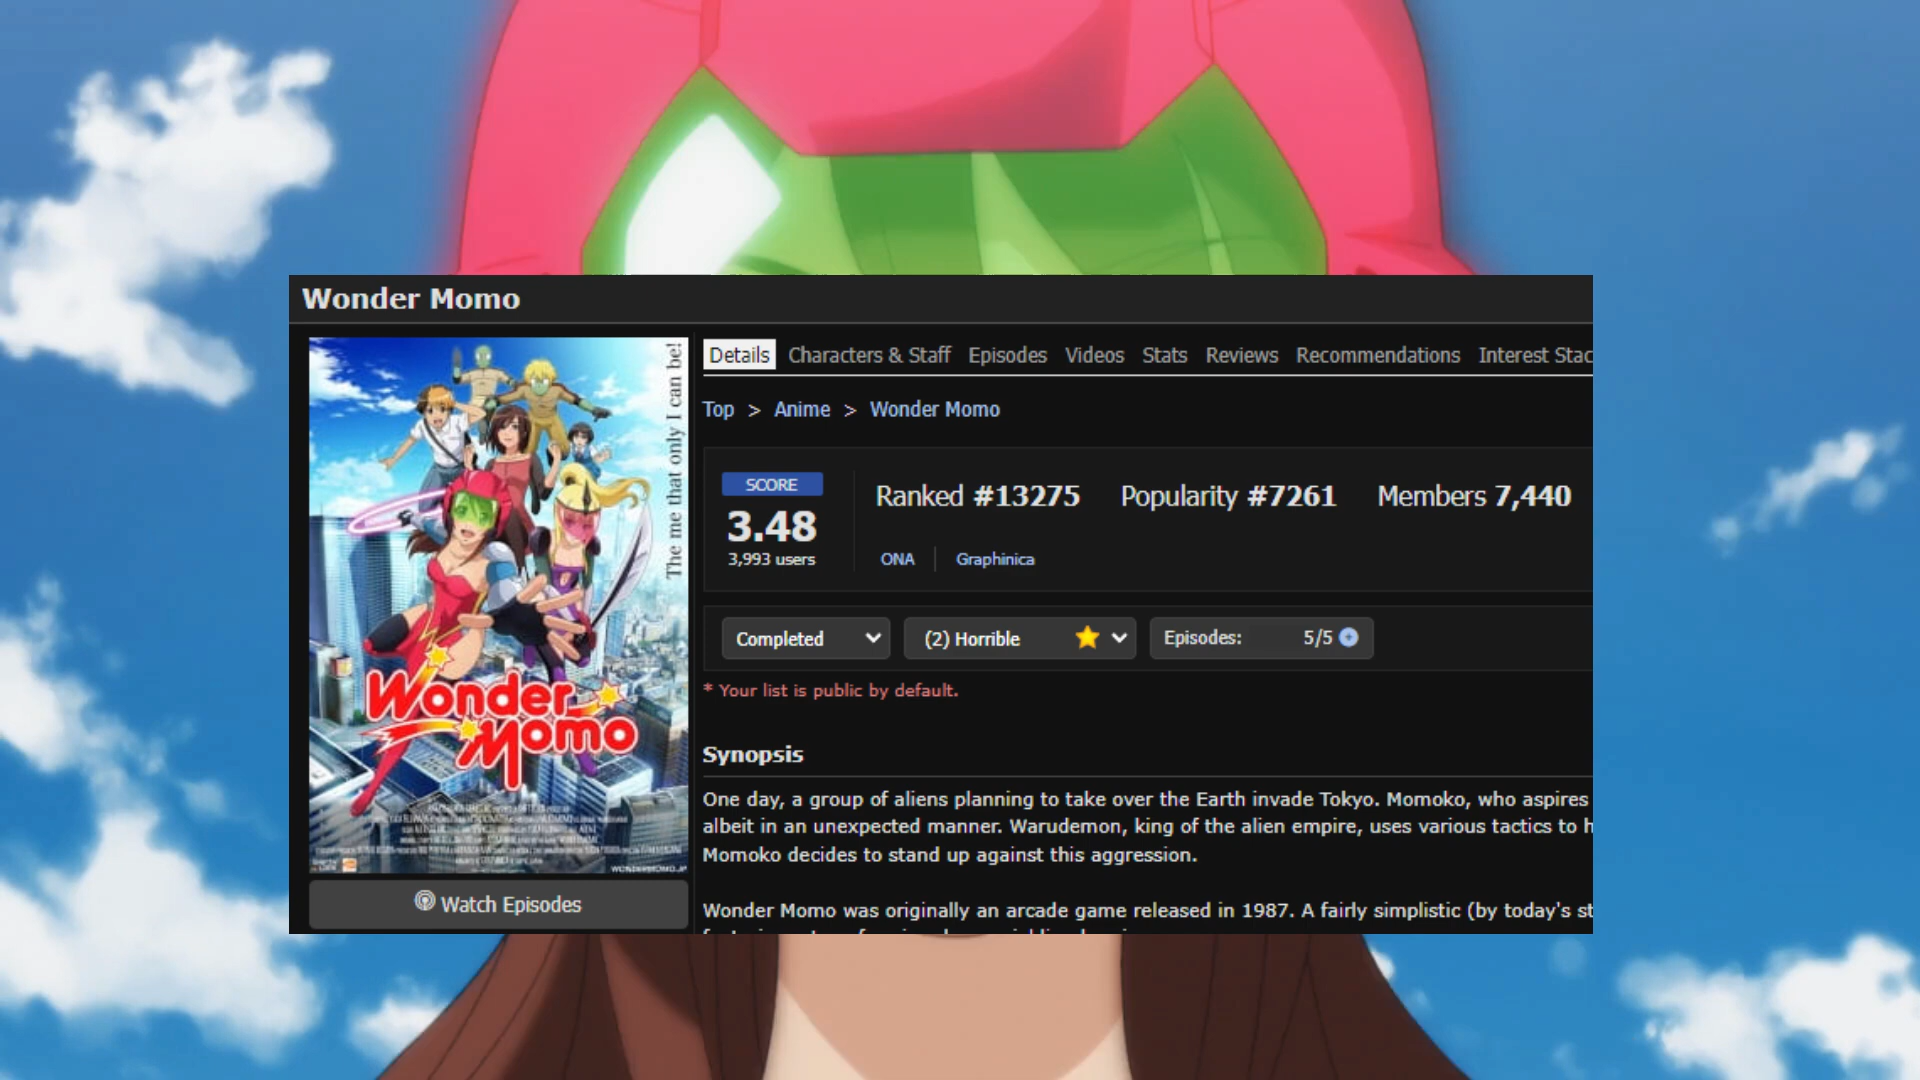 Wonder Momo
The me that only I can be!
Wonder
Momo
WONDERMOMO.JP
Watch Episodes
Details Characters & Staff Episodes Videos Stats Reviews Recommendations Interest Stac
Top > Anime > Wonder Momo
SCORE
3.48
3,993 users
Ranked #13275 Popularity #7261 Members 7,440
ONA Graphinica
Completed (2) Horrible Episodes: 5/5
* Your list is public by default.
Synopsis
One day, a group of aliens planning to take over the Earth invade Tokyo. Momoko, who aspires
albeit in an unexpected manner. Warudemon, king of the alien empire, uses various tactics to h
Momoko decides to stand up against this aggression.
Wonder Momo was originally an arcade game released in 1987. A fairly simplistic (by today's st